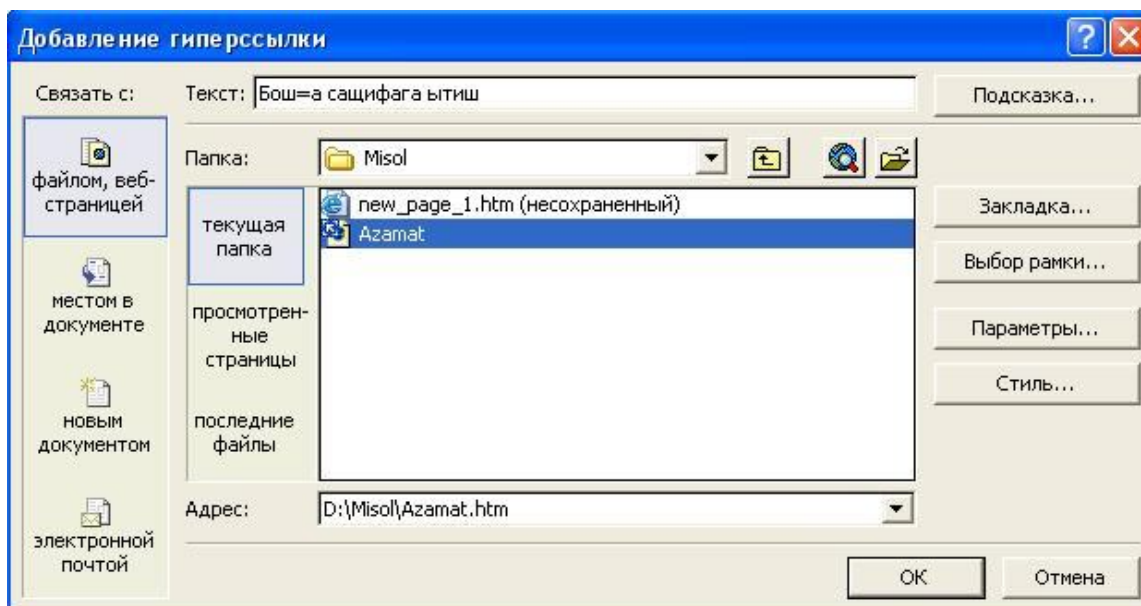 Добавление гиперссылки
Связать с:
Текст:
Бош=а сащифага ытиш
Подсказка...
файлом, веб-
страницей
Папка:
Misol
текущая
папка
new_page_1.htm (несохраненный)
Azamat
Закладка...
Выбор рамки...
местом в
документе
просмотрен-
ные
страницы
Параметры...
Стиль...
новым
документом
последние
файлы
Адрес:
D:\Misol\Azamat.htm
электронной
почтой
ОК
Отмена